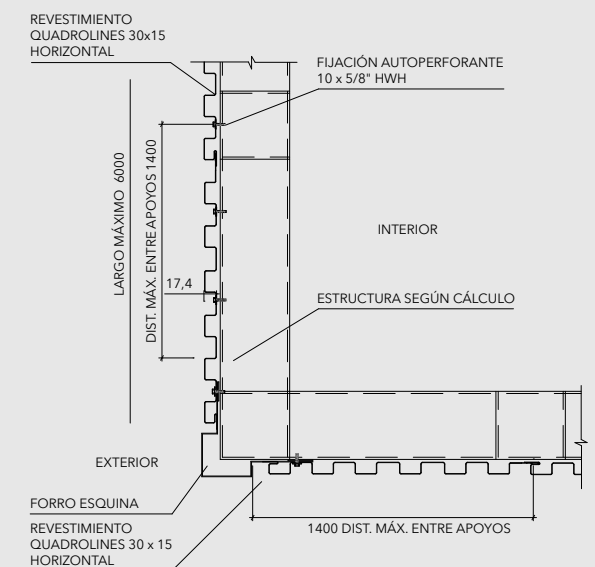 REVESTIMIENTO
QUADROLINES 30x15
HORIZONTAL
FIJACIÓN AUTOPERFORANTE
10 x 5/8" HWH
LARGO MÁXIMO 6000
DIST. MÁX. ENTRE APOYOS 1400
INTERIOR
17,4
ESTRUCTURA SEGÚN CÁLCULO
EXTERIOR
FORRO ESQUINA
REVESTIMIENTO
QUADROLINES 30 x 15
HORIZONTAL
1400 DIST. MÁX. ENTRE APOYOS